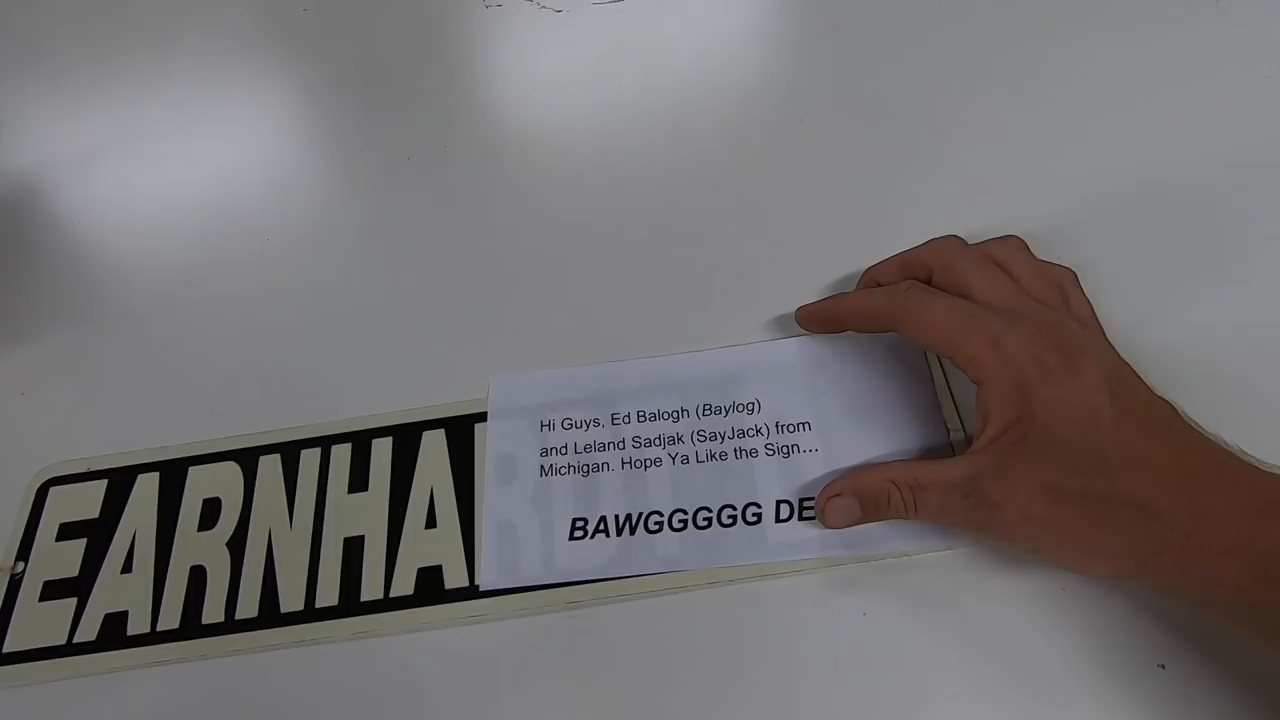 EARNHA
Hi Guys, Ed Balogh (Baylog)
and Leland Sadjak (SayJack) from
Michigan. Hope Ya Like the Sign...
BAWGGGGG DE